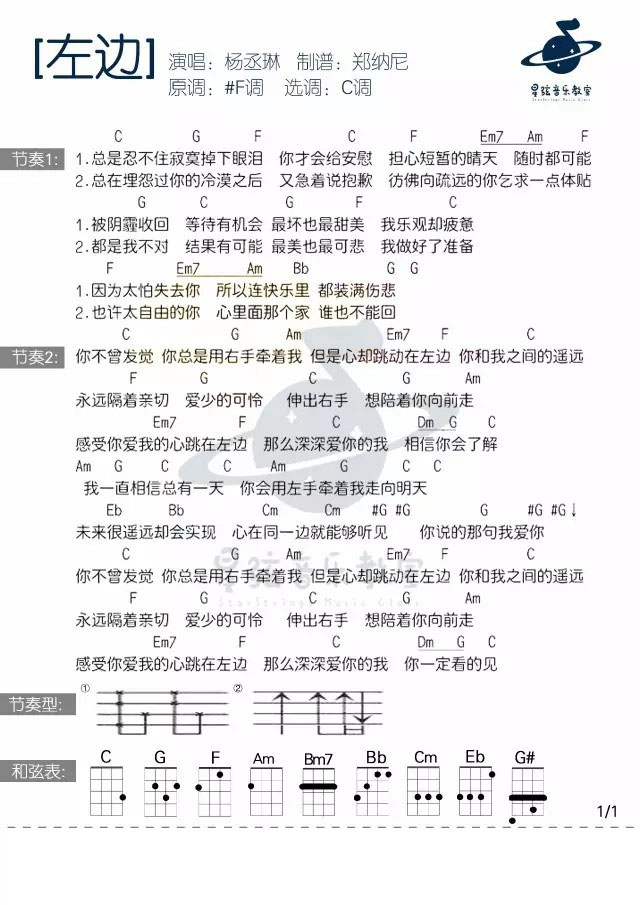 [左边]
演唱：杨丞琳 制谱：郑纳尼
原调：#F调 选调：C调
星弦音乐教室
StarStrings Music Class
C G F C F Em7 Am F
节奏1: 1.总是忍不住寂寞掉下眼泪 你才会给安慰 担心短暂的晴天 随时都可能
2.总在埋怨过你的冷漠之后 又急着说抱歉 彷佛向疏远的你乞求一点体贴
G C G F C
1.被阴霾收回 等待有机会 最坏也最甜美 我乐观却疲惫
2.都是我不对 结果有可能 最美也最可悲 我做好了准备
F Em7 Am Bb G G
1.因为太怕失去你 所以连快乐里 都装满伤悲
2.也许太自由的你 心里面那个家 谁也不能回
C G Am Em7 F C
节奏2: 你不曾发觉 你总是用右手牵着我 但是心却跳动在左边 你和我之间的遥远
F G C G Am
永远隔着亲切 爱少的可怜 伸出右手 想陪着你向前走
Em7 F C Dm G C
感受你爱我的心跳在左边 那么深深爱你的我 相信你会了解
Am G C C Am G C C
我一直相信总有一天 你会用左手牵着我走向明天
Eb Bb Cm Cm #G #G G #G #G↓
未来很遥远却会实现 心在同一边就能够听见 你说的那句我爱你
C G Am Em7 F C
你不曾发觉 你总是用右手牵着我 但是心却跳动在左边 你和我之间的遥远
F G C G Am
永远隔着亲切 爱少的可怜 伸出右手 想陪着你向前走
Em7 F C Dm G C
感受你爱我的心跳在左边 那么深深爱你的我 你一定看的见
星弦音乐教室
StarStrings Music Class
节奏型: ① ②
和弦表: C G F Am Bm7 Bb Cm Eb G#
1/1